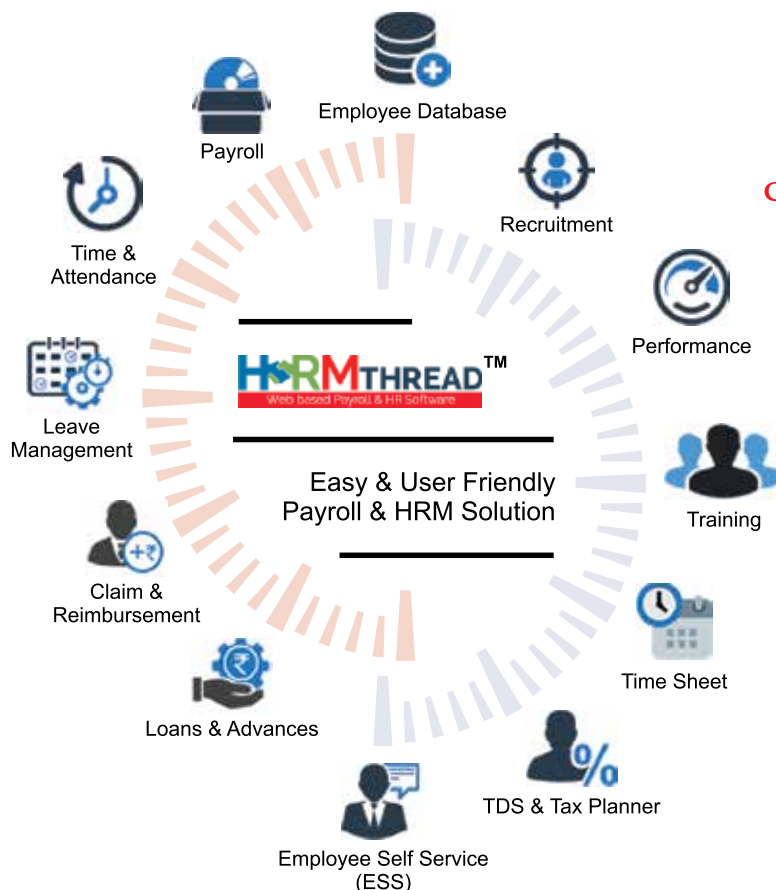 Employee Database
Payroll
Recruitment
Time &
Attendance
Performance
HRMTHREAD™
Web based Payroll & HR Software
Leave
Management
Easy & User Friendly
Payroll & HRM Solution
Training
Claim &
Reimbursement
Time Sheet
Loans & Advances
TDS & Tax Planner
Employee Self Service
(ESS)